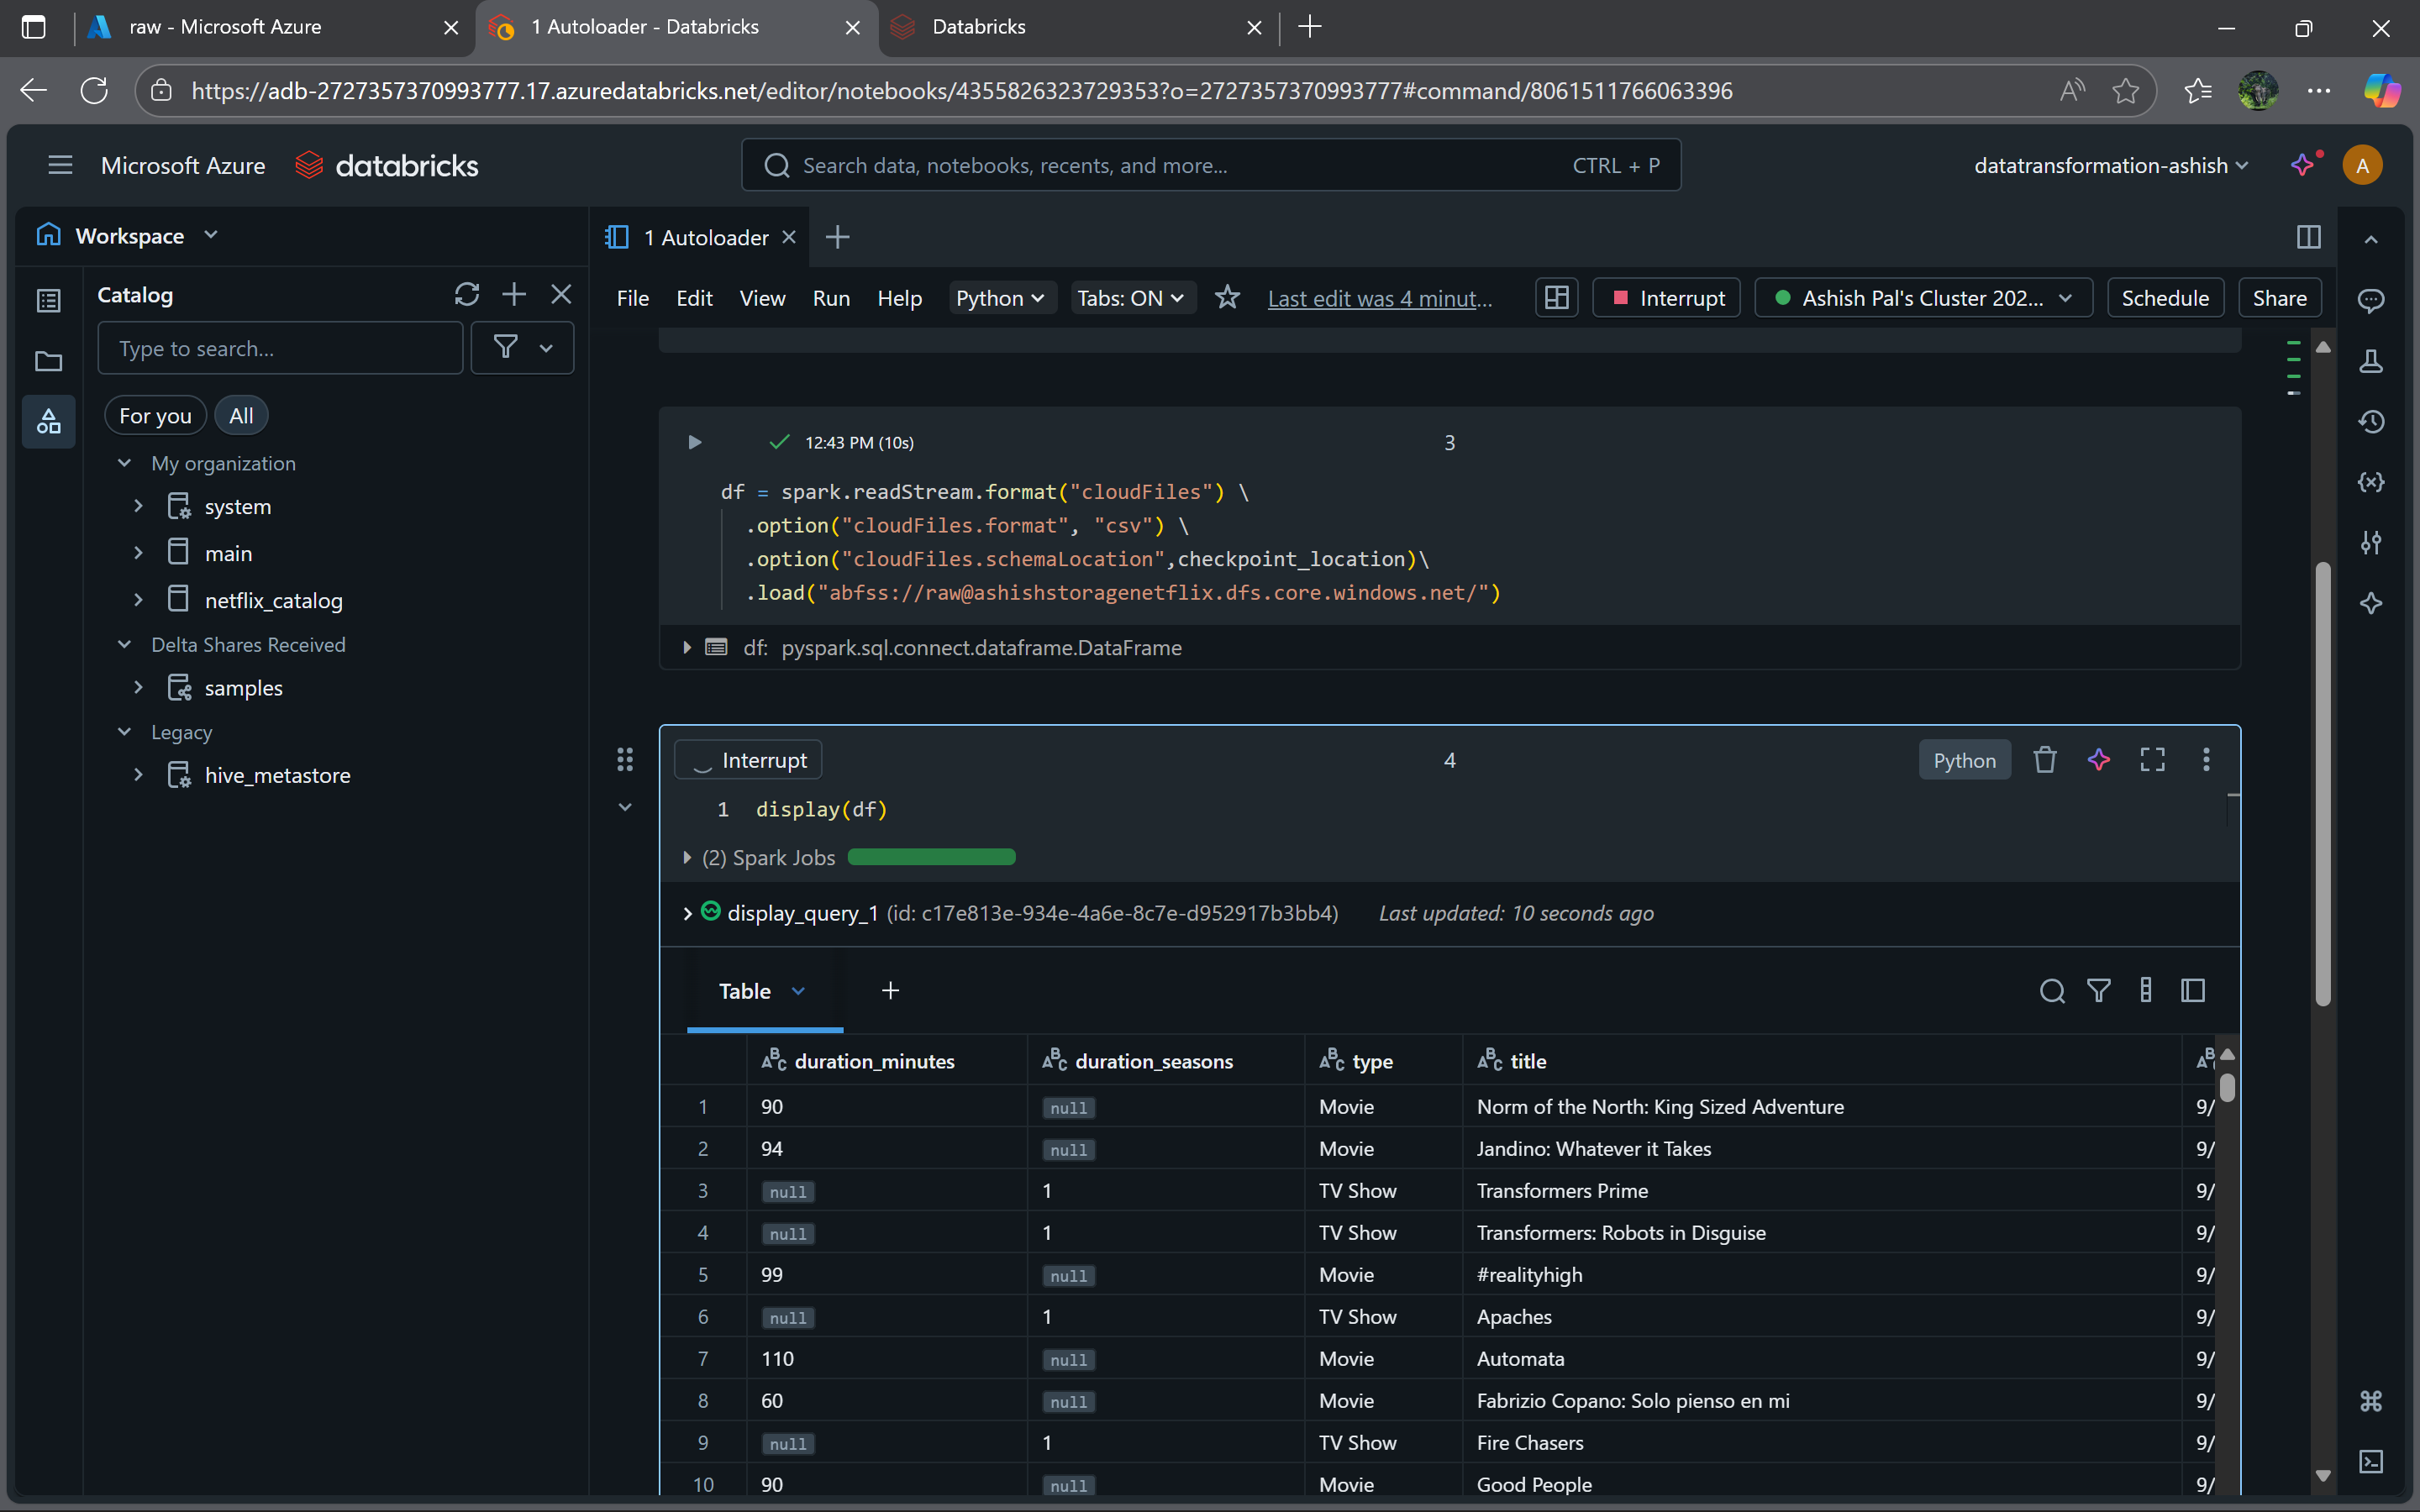 raw - Microsoft Azure
1 Autoloader - Databricks
Databricks
https://adb-2727357370993777.17.azuredatabricks.net/editor/notebooks/4355826323729353?o=2727357370993777#command/8061511766063396
Microsoft Azure databricks
Search data, notebooks, recents, and more... CTRL + P
datatransformation-ashish
A
Workspace
1 Autoloader
Catalog
Type to search...
For you All
My organization
system
main
netflix_catalog
Delta Shares Received
samples
Legacy
hive_metastore
File Edit View Run Help Python Tabs: ON Last edit was 4 minut... Interrupt Ashish Pal's Cluster 202... Schedule Share
12:43 PM (10s) 3
df = spark.readStream.format("cloudFiles") \
.option("cloudFiles.format", "csv") \
.option("cloudFiles.schemaLocation",checkpoint_location)\
.load("abfss://raw@ashishstoragenetflix.dfs.core.windows.net/")
df: pyspark.sql.connect.dataframe.DataFrame
Interrupt 4 Python
1 display(df)
(2) Spark Jobs
display_query_1 (id: c17e813e-934e-4a6e-8c7e-d952917b3bb4) Last updated: 10 seconds ago
Table
duration_minutes duration_seasons type title
1 90 null Movie Norm of the North: King Sized Adventure 9/
2 94 null Movie Jandino: Whatever it Takes 9/
3 null 1 TV Show Transformers Prime 9/
4 null 1 TV Show Transformers: Robots in Disguise 9/
5 99 null Movie #realityhigh 9/
6 null 1 TV Show Apaches 9/
7 110 null Movie Automata 9/
8 60 null Movie Fabrizio Copano: Solo pienso en mi 9/
9 null 1 TV Show Fire Chasers 9/
10 90 null Movie Good People 9/